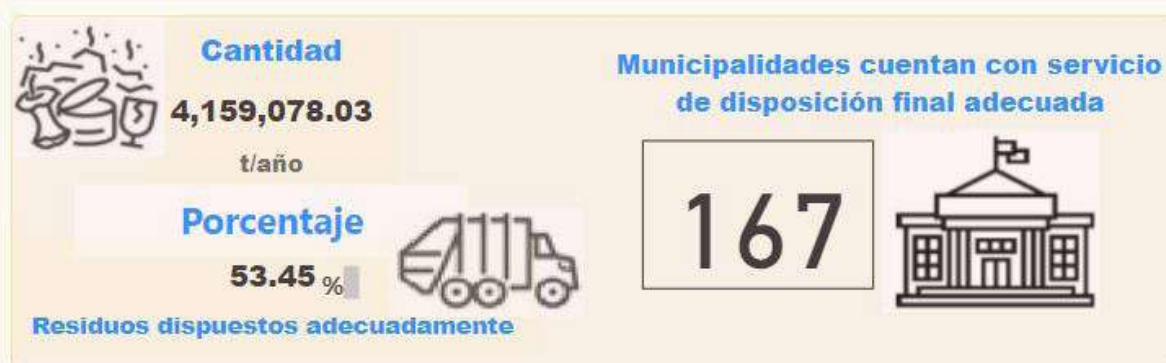 Cantidad
4,159,078.03
t/año
Porcentaje
53.45 %
Residuos dispuestos adecuadamente
Municipalidades cuentan con servicio
de disposición final adecuada
167